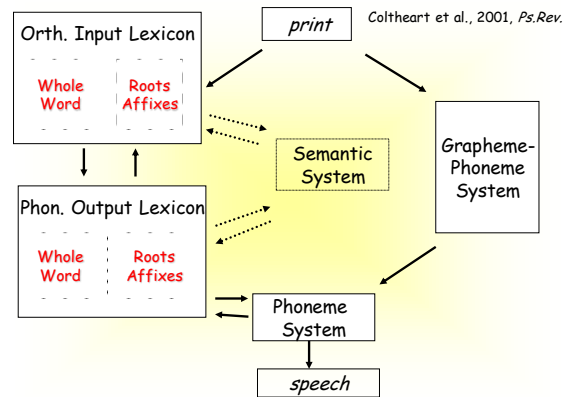 print
Coltheart et al., 2001, Ps.Rev.
Orth. Input Lexicon
Whole Roots
Word Affixes
Semantic
System
Grapheme-
Phoneme
System
Phon. Output Lexicon
Whole Roots
Word Affixes
Phoneme
System
speech